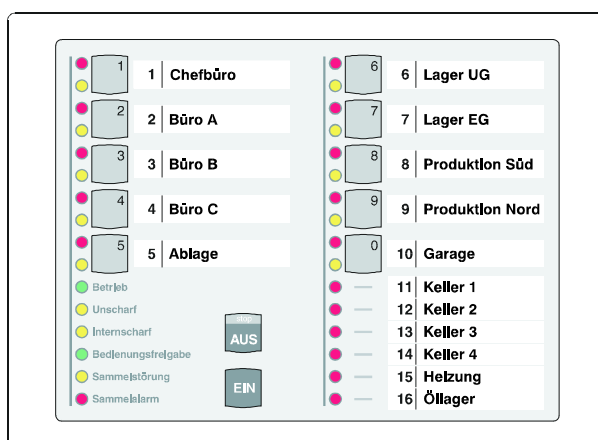 1 1 Chefbüro
2 2 Büro A
3 3 Büro B
4 4 Büro C
5 5 Ablage
Betrieb
Unscharf
Internscharf
Bedienungsfreigabe
Sammelstörung
Sammelalarm
stop
AUS
EIN
6 6 Lager UG
7 7 Lager EG
8 8 Produktion Süd
9 9 Produktion Nord
0 10 Garage
11 Keller 1
12 Keller 2
13 Keller 3
14 Keller 4
15 Heizung
16 Öllager